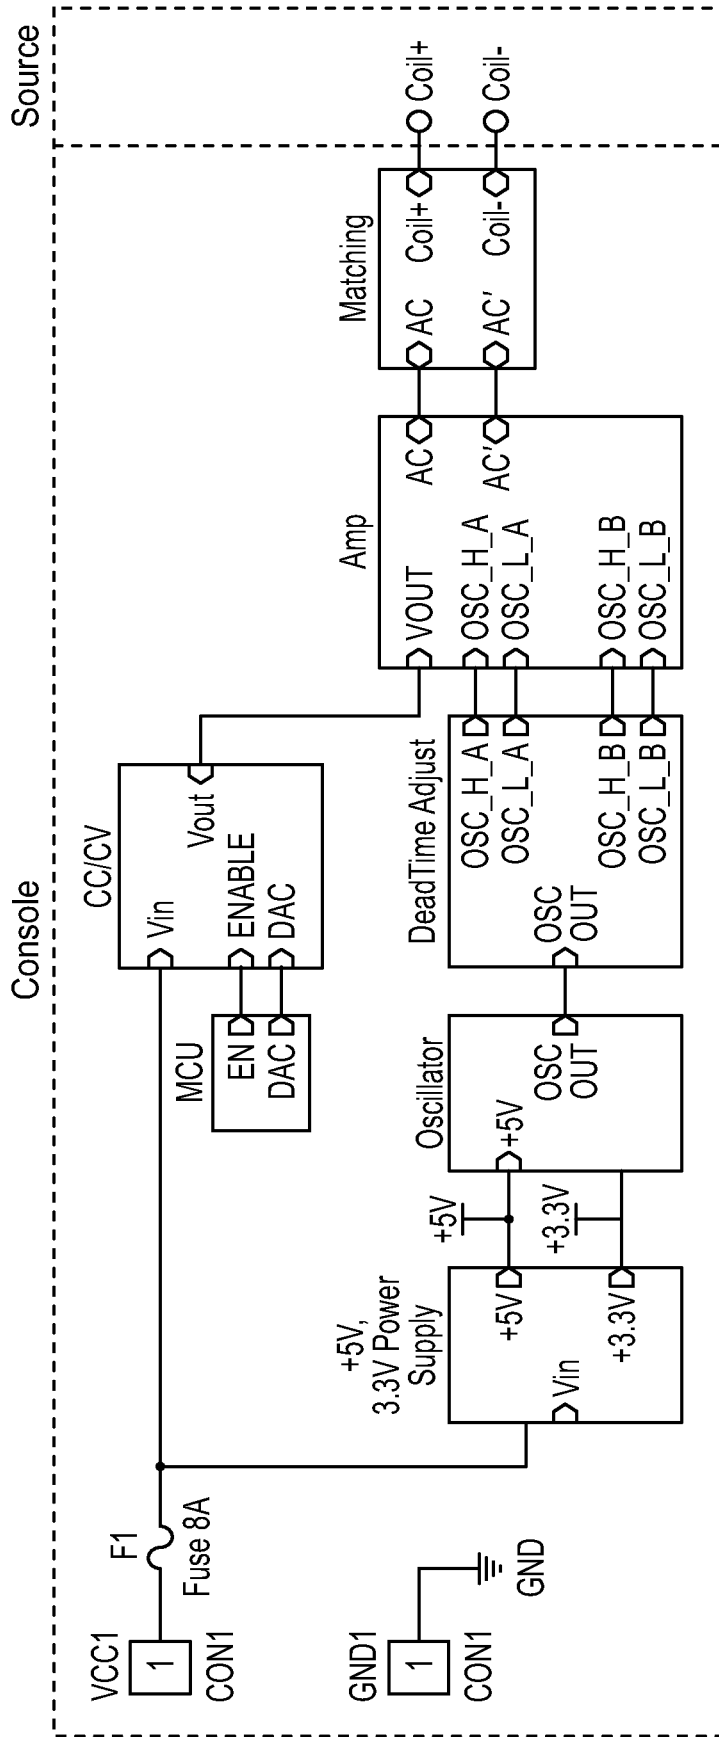 Console
Source
VCC1
1
CON1
F1
Fuse 8A
GND1
1
CON1
GND
+5V,
3.3V Power
Supply
Vin
+5V
+3.3V
+5V
+3.3V
Oscillator
+5V
OSC
OUT
MCU
EN
DAC
CC/CV
Vin
ENABLE
DAC
Vout
DeadTime Adjust
OSC
OUT
OSC_H_A
OSC_L_A
OSC_H_B
OSC_L_B
Amp
VOUT
OSC_H_A
OSC_L_A
OSC_H_B
OSC_L_B
AC
AC'
Matching
AC
AC'
Coil+
Coil-
Coil+
Coil-